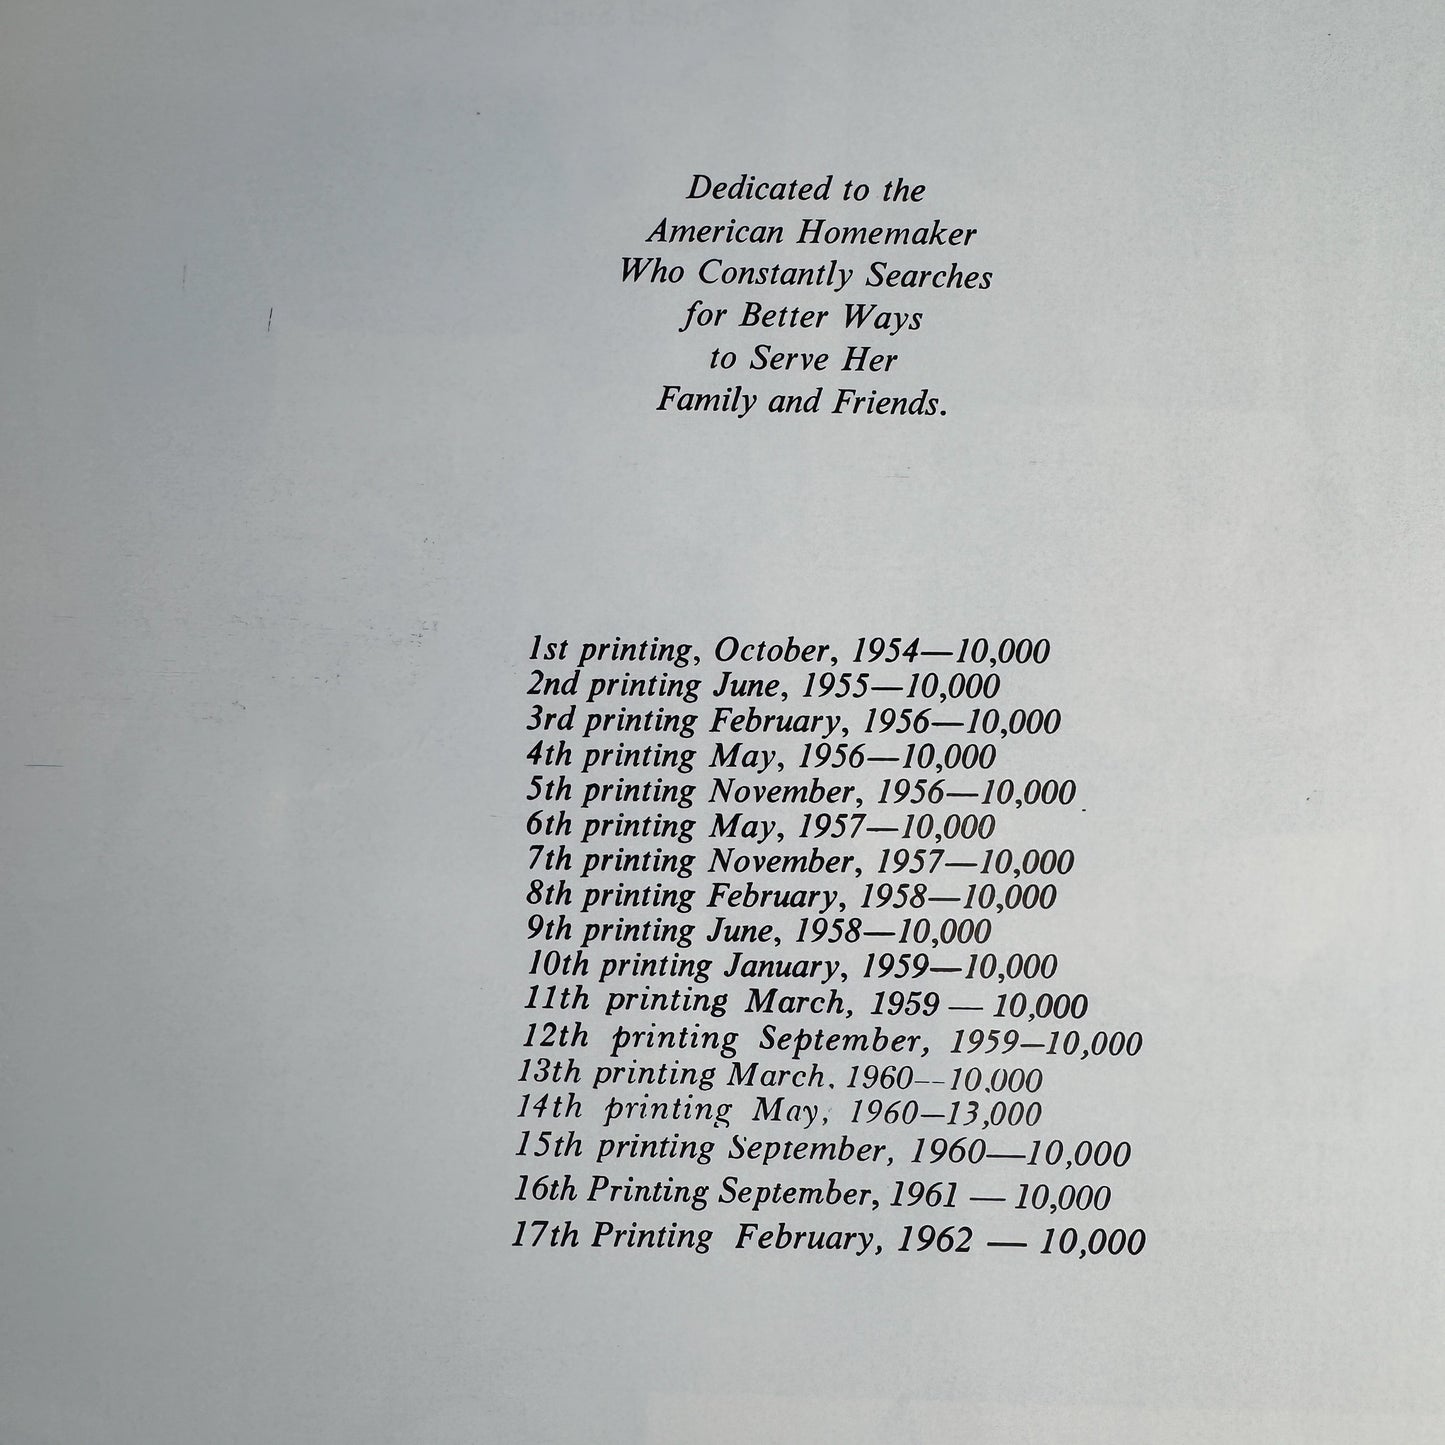 Dedicated to the
American Homemaker
Who Constantly Searches
for Better Ways
to Serve Her
Family and Friends.
1st printing, October, 1954—10,000
2nd printing June, 1955—10,000
3rd printing February, 1956—10,000
4th printing May, 1956—10,000
5th printing November, 1956—10,000
6th printing May, 1957—10,000
7th printing November, 1957—10,000
8th printing February, 1958—10,000
9th printing June, 1958—10,000
10th printing January, 1959—10,000
11th printing March, 1959 — 10,000
12th printing September, 1959—10,000
13th printing March, 1960—10,000
14th printing May, 1960—13,000
15th printing September, 1960—10,000
16th Printing September, 1961 — 10,000
17th Printing February, 1962 — 10,000